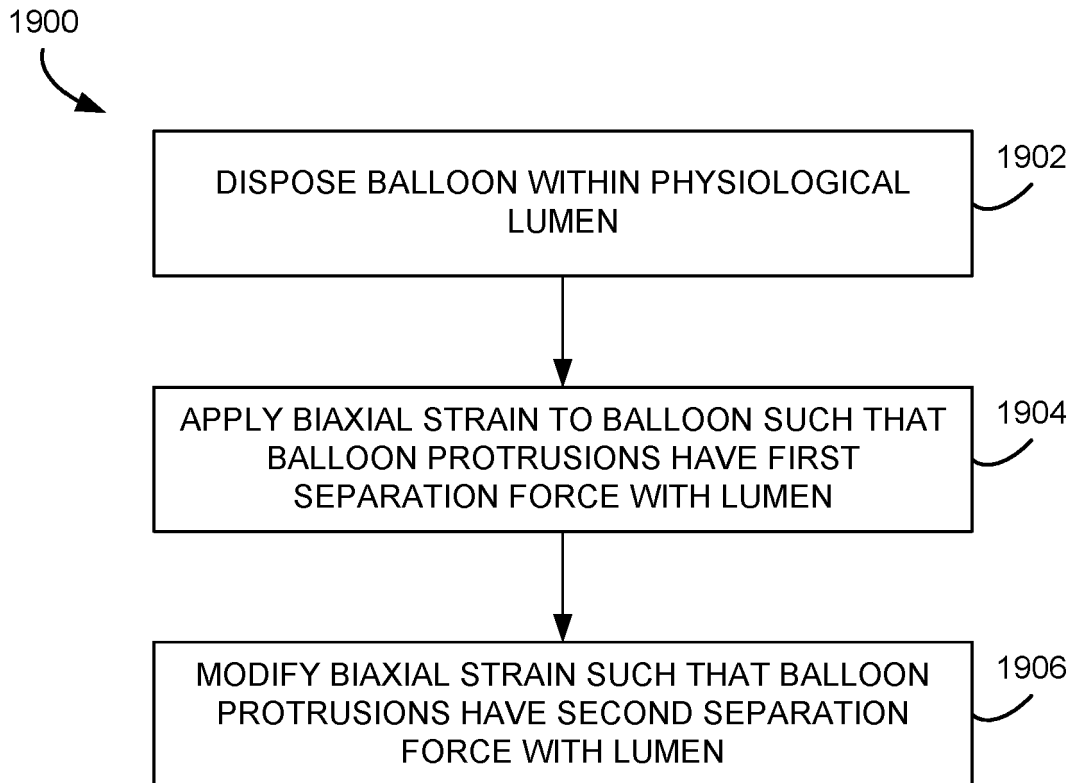 1900
DISPOSE BALLOON WITHIN PHYSIOLOGICAL
LUMEN
1902
APPLY BIAXIAL STRAIN TO BALLOON SUCH THAT
BALLOON PROTRUSIONS HAVE FIRST
SEPARATION FORCE WITH LUMEN
1904
MODIFY BIAXIAL STRAIN SUCH THAT BALLOON
PROTRUSIONS HAVE SECOND SEPARATION
FORCE WITH LUMEN
1906